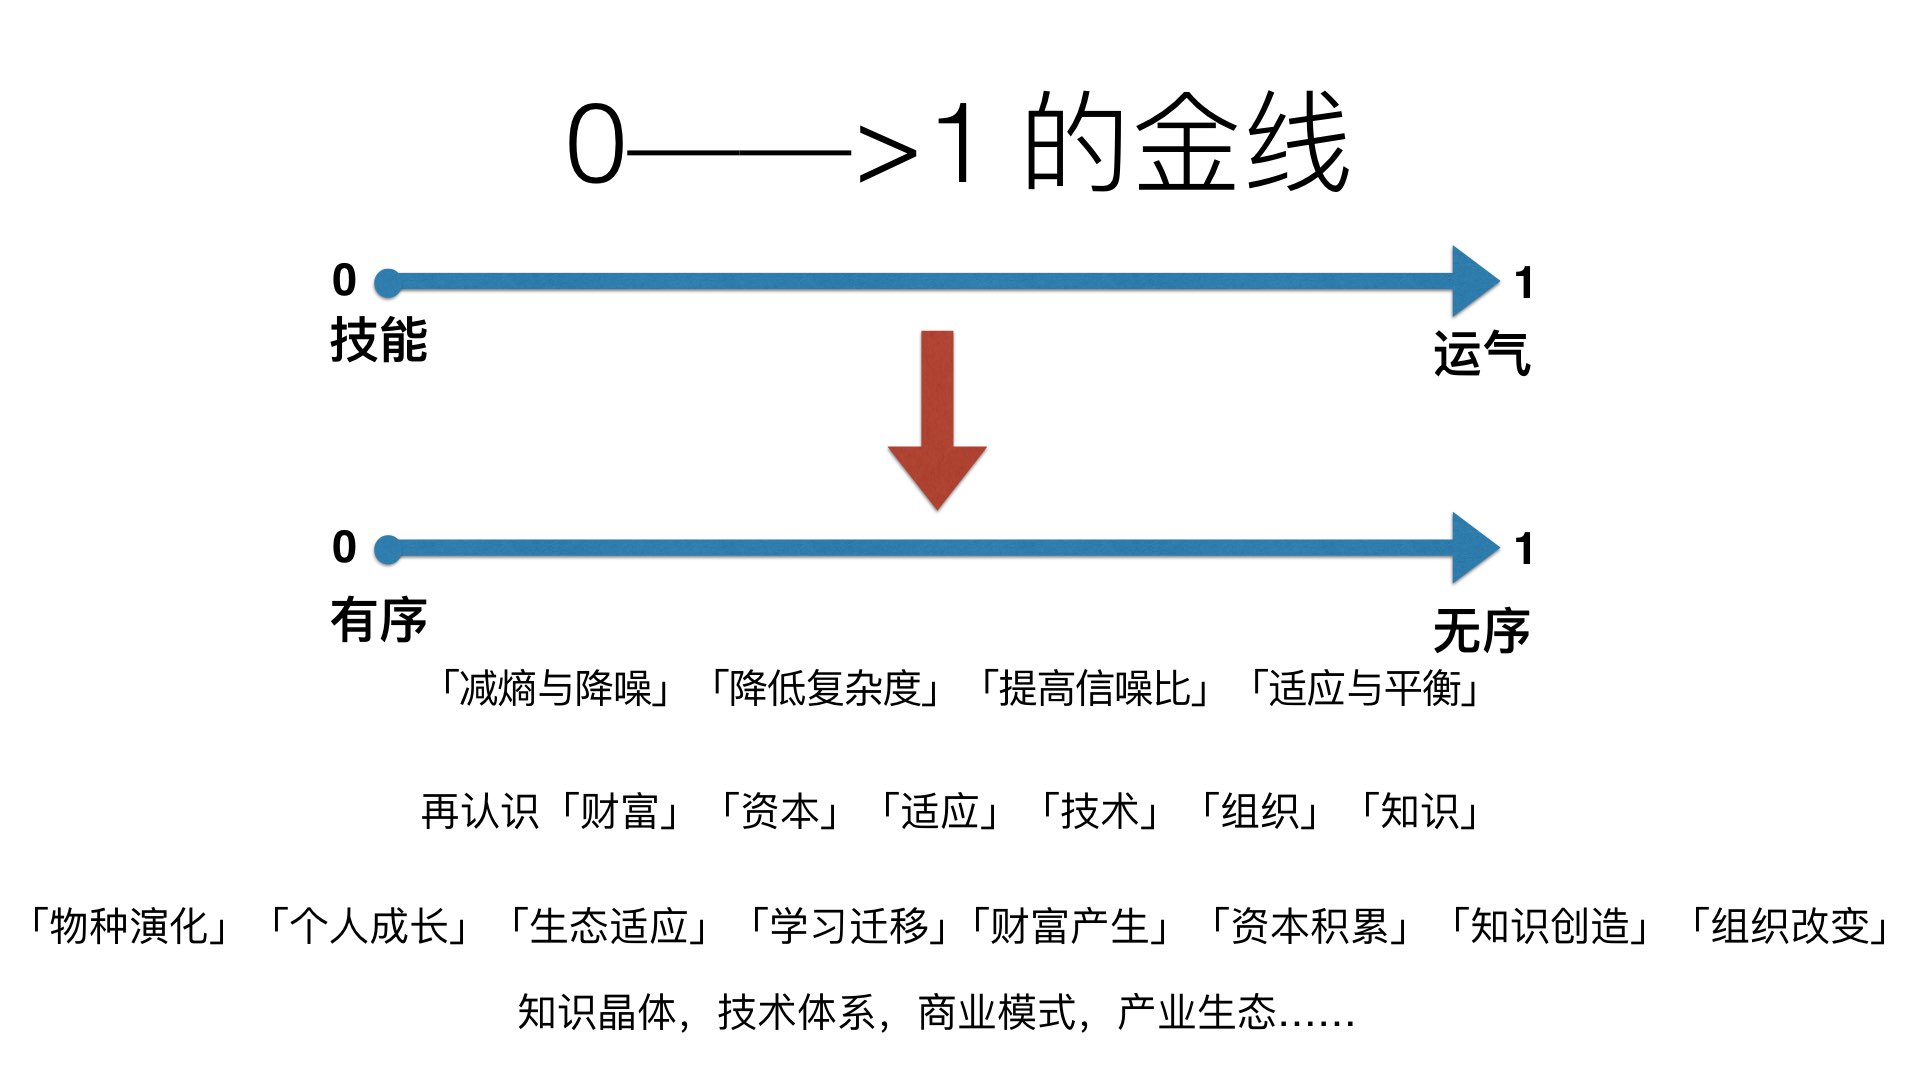 0——>1 的金线
0 1
技能 运气
0 1
有序 无序
「减熵与降噪」「降低复杂度」「提高信噪比」「适应与平衡」
再认识「财富」「资本」「适应」「技术」「组织」「知识」
「物种演化」「个人成长」「生态适应」「学习迁移」「财富产生」「资本积累」「知识创造」「组织改变」
知识晶体，技术体系，商业模式，产业生态……